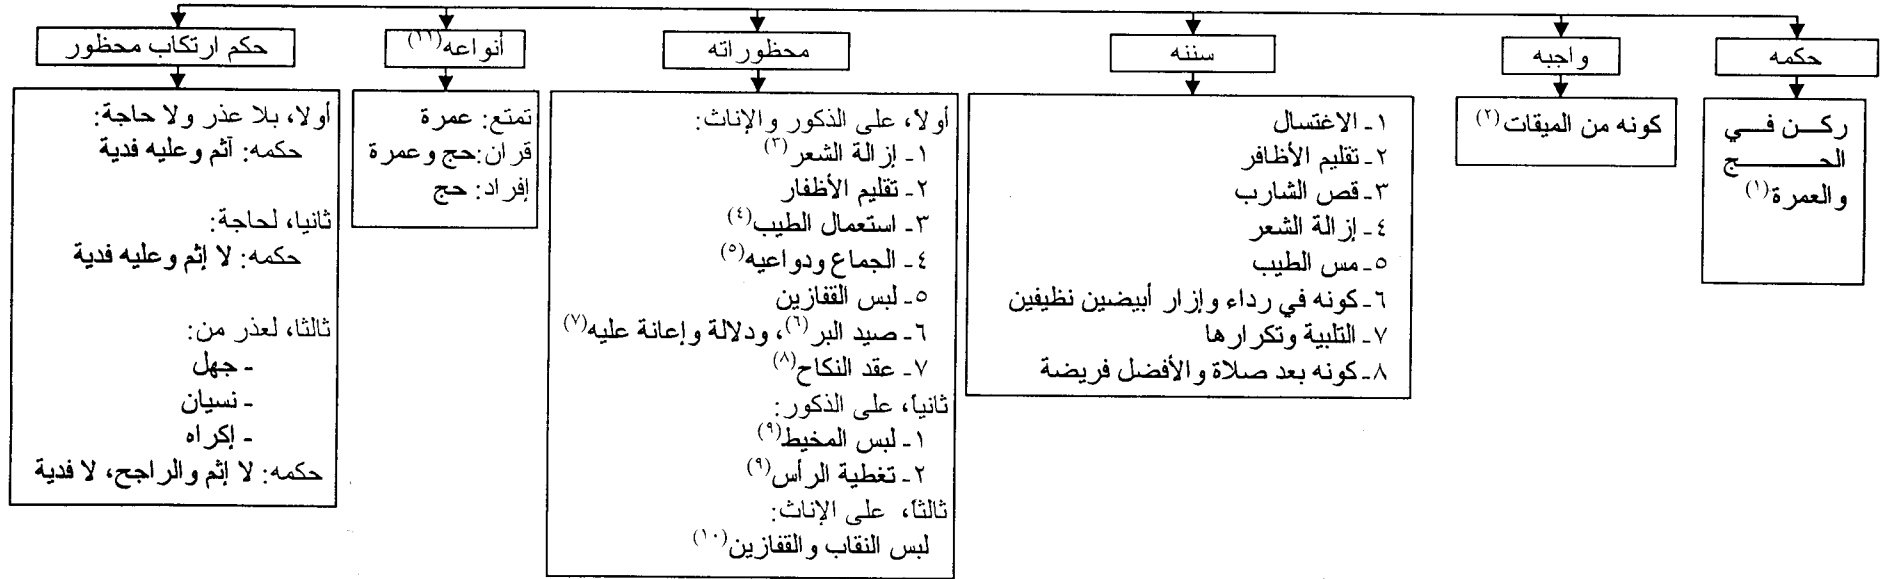 حكمه
ركن في
الحج
والعمرة(١)
واجبه
كونه من الميقات(٢)
سننه
١- الاغتسال
٢- تقليم الأظافر
٣- قص الشارب
٤- إزالة الشعر
٥- مس الطيب
٦- كونه في رداء وإزار أبيضين نظيفين
٧- التلبية وتكرارها
٨- كونه بعد صلاة والأفضل فريضة
محظوراته
أولاً، على الذكور والإناث:
١- إزالة الشعر(٣)
٢- تقليم الأظفار
٣- استعمال الطيب(٤)
٤- الجماع ودواعيه(٥)
٥- لبس القفازين
٦- صيد البر(٦)، ودلالة وإعانة عليه(٧)
٧- عقد النكاح(٨)
ثانياً، على الذكور:
١- لبس المخيط(٩)
٢- تغطية الرأس(٩)
ثالثاً، على الإناث:
لبس النقاب والقفازين(١٠)
أنواعه(١١)
تمتع: عمرة
قران: حج وعمرة
إفراد: حج
حكم ارتكاب محظور
أولا، بلا عذر ولا حاجة:
حكمه: آثم وعليه فدية
ثانيا، لحاجة:
حكمه: لا إثم وعليه فدية
ثالثا، لعذر من:
- جهل
- نسيان
- إكراه
حكمه: لا إثم والراجح، لا فدية